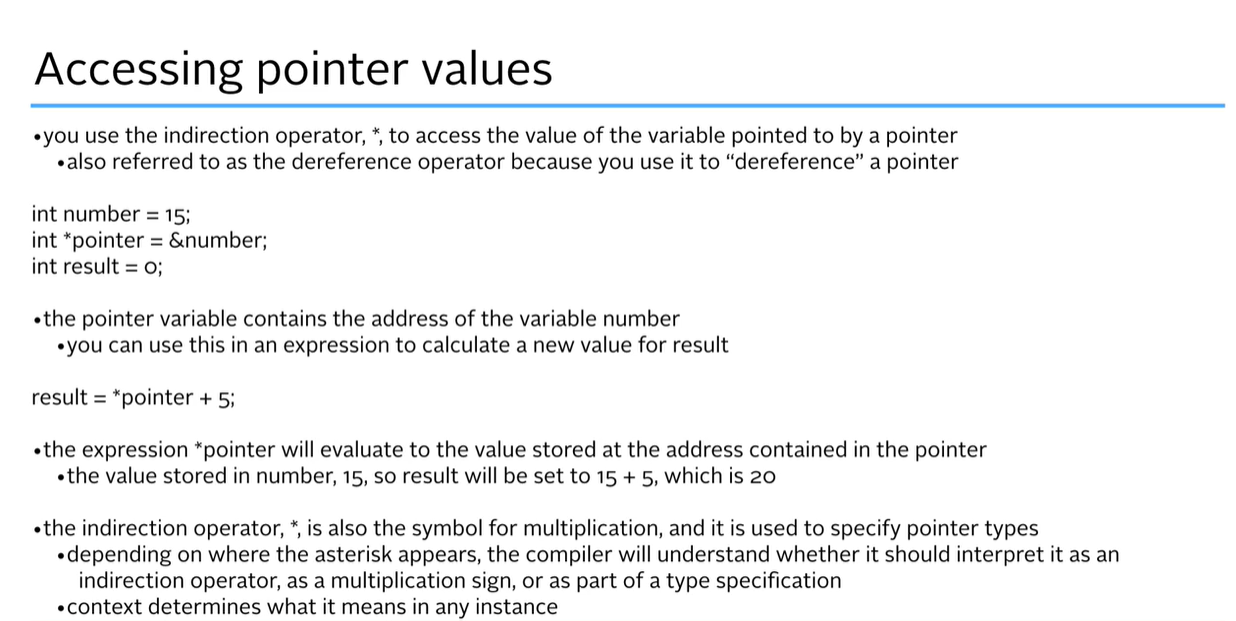 Accessing pointer values
•you use the indirection operator, *, to access the value of the variable pointed to by a pointer
•also referred to as the dereference operator because you use it to “dereference” a pointer
int number = 15;
int *pointer = &number;
int result = 0;
•the pointer variable contains the address of the variable number
•you can use this in an expression to calculate a new value for result
result = *pointer + 5;
•the expression *pointer will evaluate to the value stored at the address contained in the pointer
•the value stored in number, 15, so result will be set to 15 + 5, which is 20
•the indirection operator, *, is also the symbol for multiplication, and it is used to specify pointer types
•depending on where the asterisk appears, the compiler will understand whether it should interpret it as an
indirection operator, as a multiplication sign, or as part of a type specification
•context determines what it means in any instance